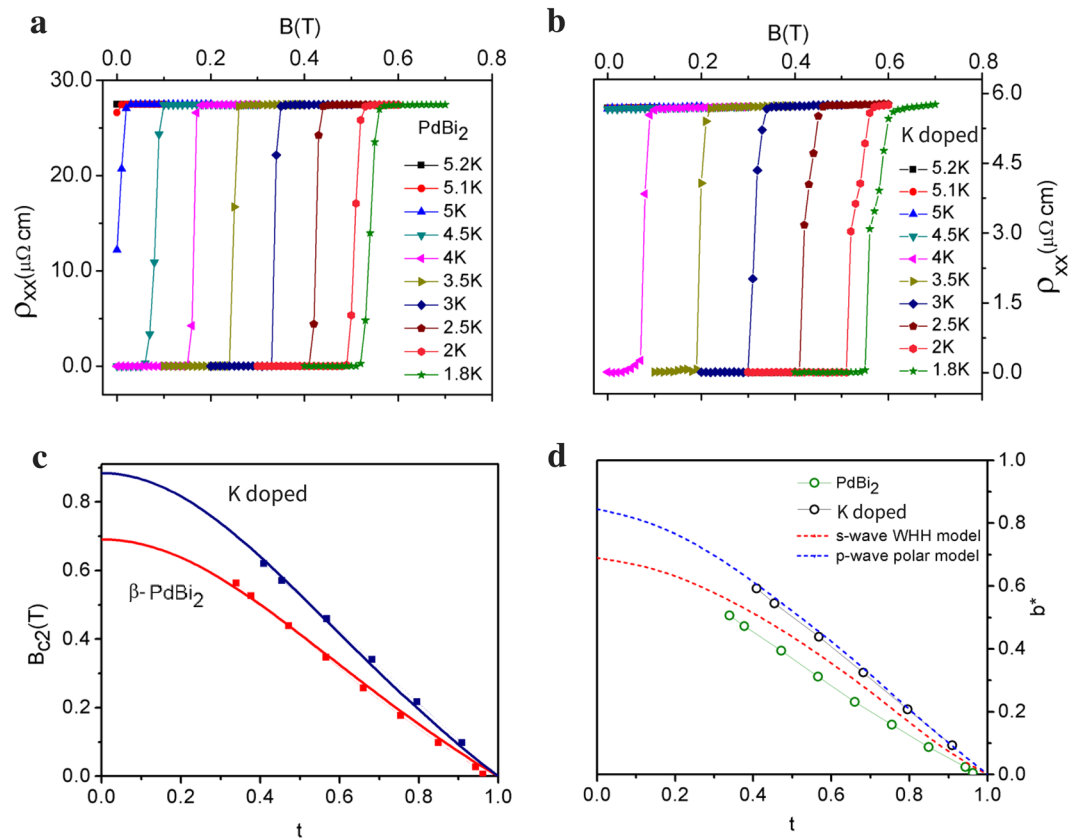 a
B(T)
0.0 0.2 0.4 0.6 0.8
30.0
20.0
10.0
0.0
ρxx(μΩ cm)
PdBi2
5.2K
5.1K
5K
4.5K
4K
3.5K
3K
2.5K
2K
1.8K
b
B(T)
0.0 0.2 0.4 0.6 0.8
6.0
4.5
3.0
1.5
0.0
ρxx(μΩ cm)
K doped
5.2K
5.1K
5K
4.5K
4K
3.5K
3K
2.5K
2K
1.8K
c
0.8
0.6
0.4
0.2
0.0
Bc2(T)
K doped
β-PdBi2
0.0 0.2 0.4 0.6 0.8 1.0
t
d
PdBi2
K doped
s-wave WHH model
p-wave polar model
1.0
0.8
0.6
0.4
0.2
0.0
b*
0.0 0.2 0.4 0.6 0.8 1.0
t